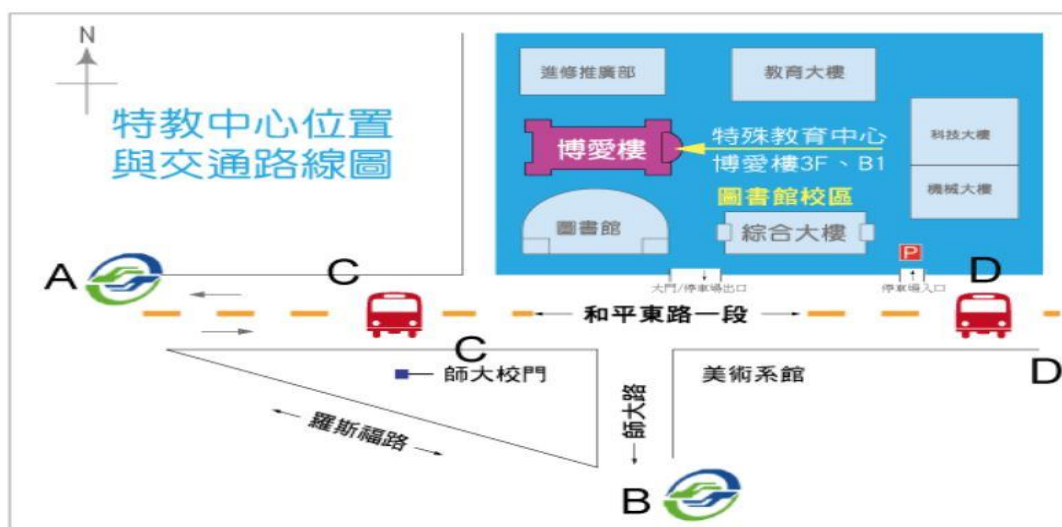 N
特教中心位置
與交通路線圖
進修推廣部
教育大樓
博愛樓
特殊教育中心
博愛樓3F、B1
科技大樓
機械大樓
圖書館校區
圖書館
綜合大樓
P
A
C
D
大門/停車場出口
停車場入口
和平東路一段
C
師大校門
美術系館
D
羅斯福路
師大路
B